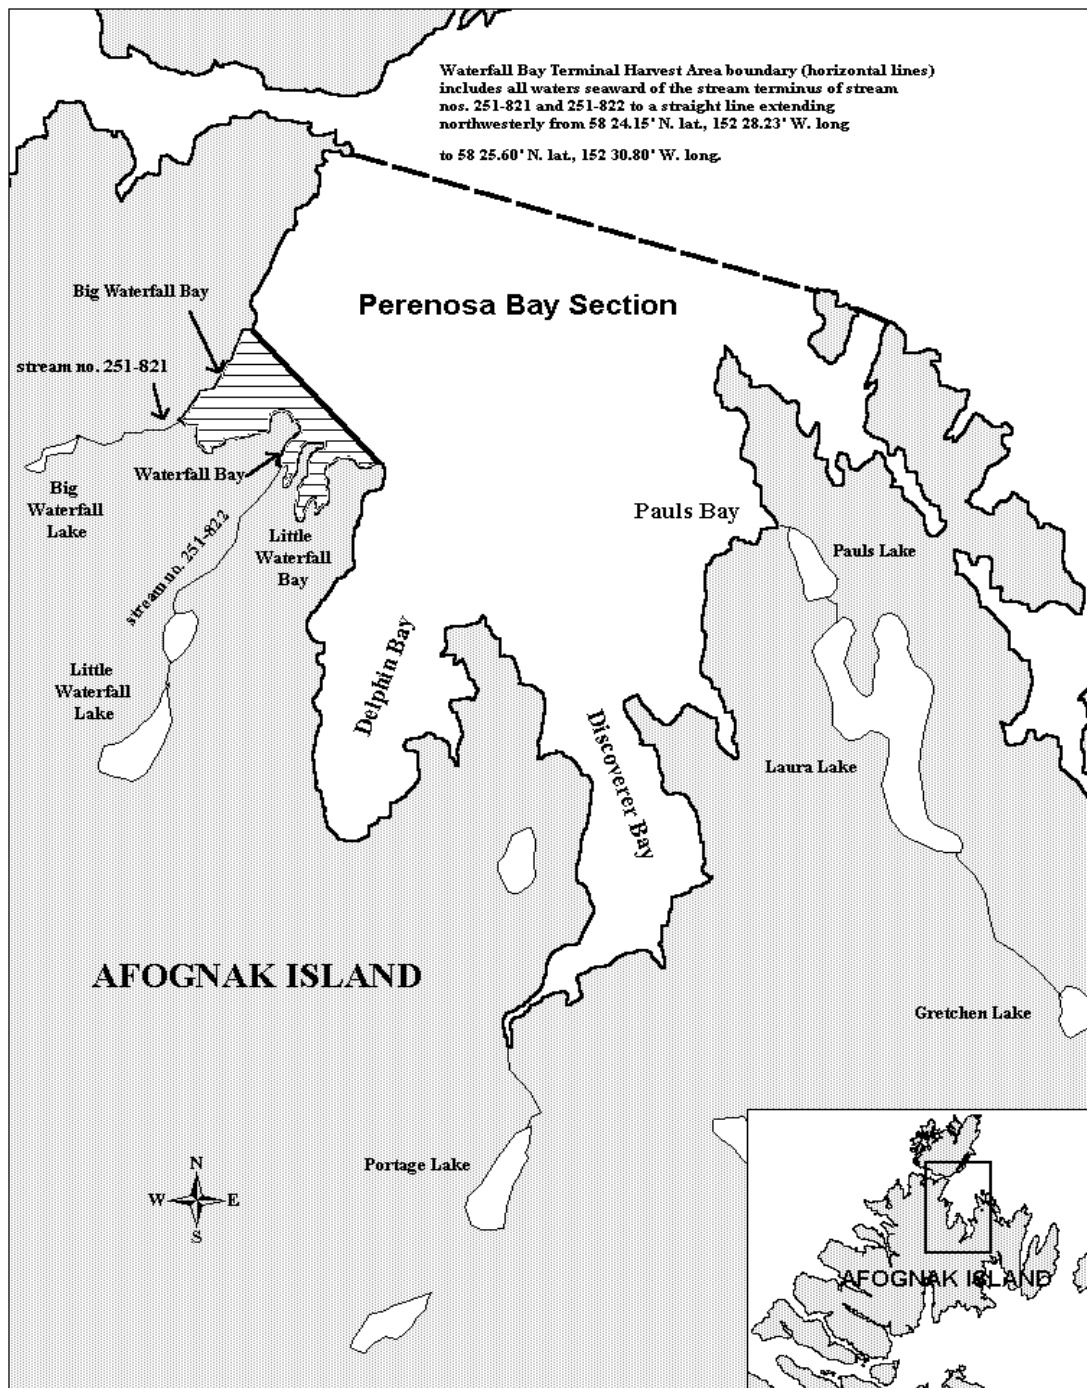 Waterfall Bay Terminal Harvest Area boundary (horizontal lines)
includes all waters seaward of the stream terminus of stream
nos. 251-821 and 251-822 to a straight line extending
northwesterly from 58 24.15' N. lat., 152 28.23' W. long
to 58 25.60' N. lat., 152 30.80' W. long.
Big Waterfall Bay
Perenosa Bay Section
stream no. 251-821
Waterfall Bay
Big
Waterfall
Lake
stream no. 251-822
Little
Waterfall
Bay
Pauls Bay
Pauls Lake
Little
Waterfall
Lake
Delphin Bay
Discoverer Bay
Laura Lake
AFOGNAK ISLAND
Gretchen Lake
Portage Lake
N
W E
S
AFOGNAK ISLAND